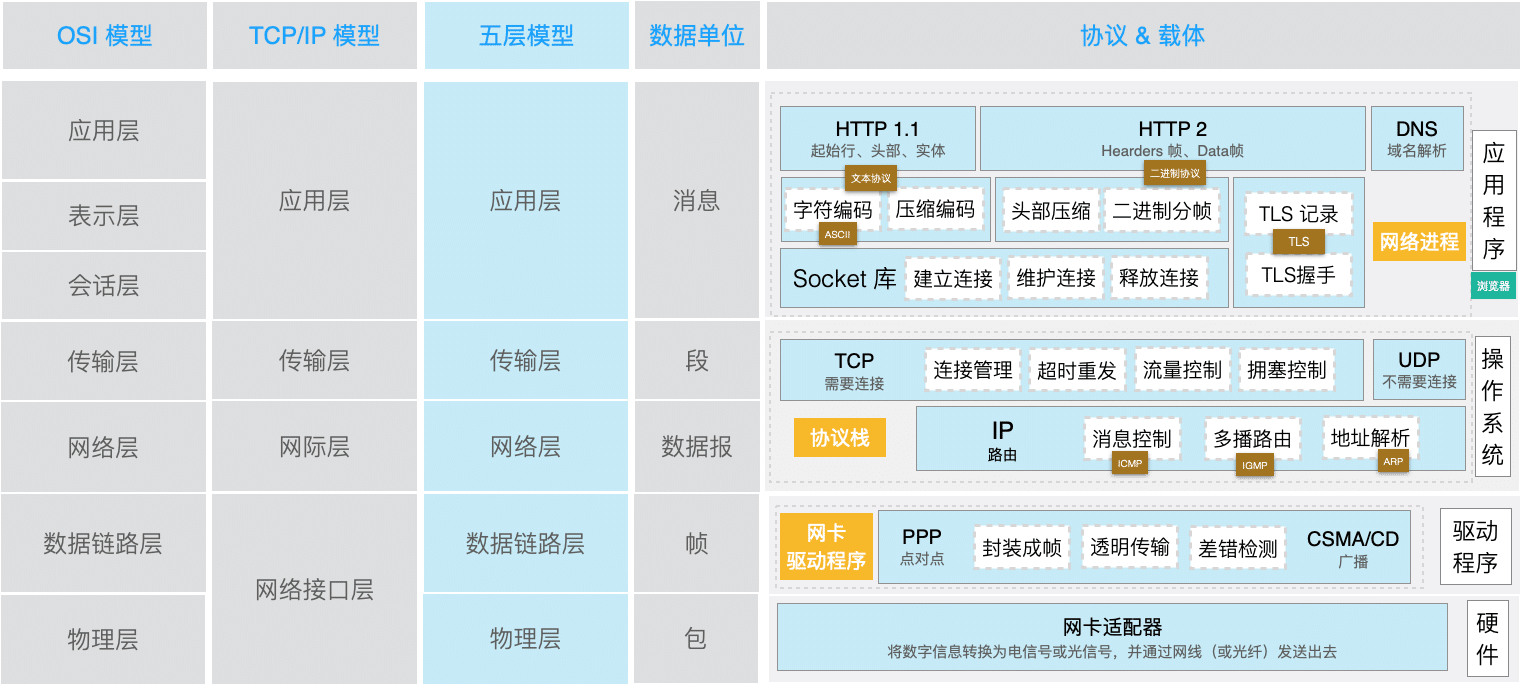 OSI 模型
TCP/IP 模型
五层模型
数据单位
协议 & 载体
应用层
表示层
会话层
传输层
网络层
数据链路层
物理层
应用层
传输层
网际层
网络接口层
应用层
传输层
网络层
数据链路层
物理层
消息
段
数据报
帧
包
HTTP 1.1
起始行、头部、实体
HTTP 2
Hearders 帧、Data帧
DNS
域名解析
文本协议
二进制协议
字符编码
压缩编码
ASCII
头部压缩
二进制分帧
TLS 记录
TLS
TLS握手
Socket 库
建立连接
维护连接
释放连接
网络进程
应用程序
浏览器
TCP
需要连接
连接管理
超时重发
流量控制
拥塞控制
UDP
不需要连接
协议栈
IP
路由
消息控制
ICMP
多播路由
IGMP
地址解析
ARP
操作系统
网卡
驱动程序
PPP
点对点
封装成帧
透明传输
差错检测
CSMA/CD
广播
驱动
程序
网卡适配器
将数字信息转换为电信号或光信号，并通过网线（或光纤）发送出去
硬件